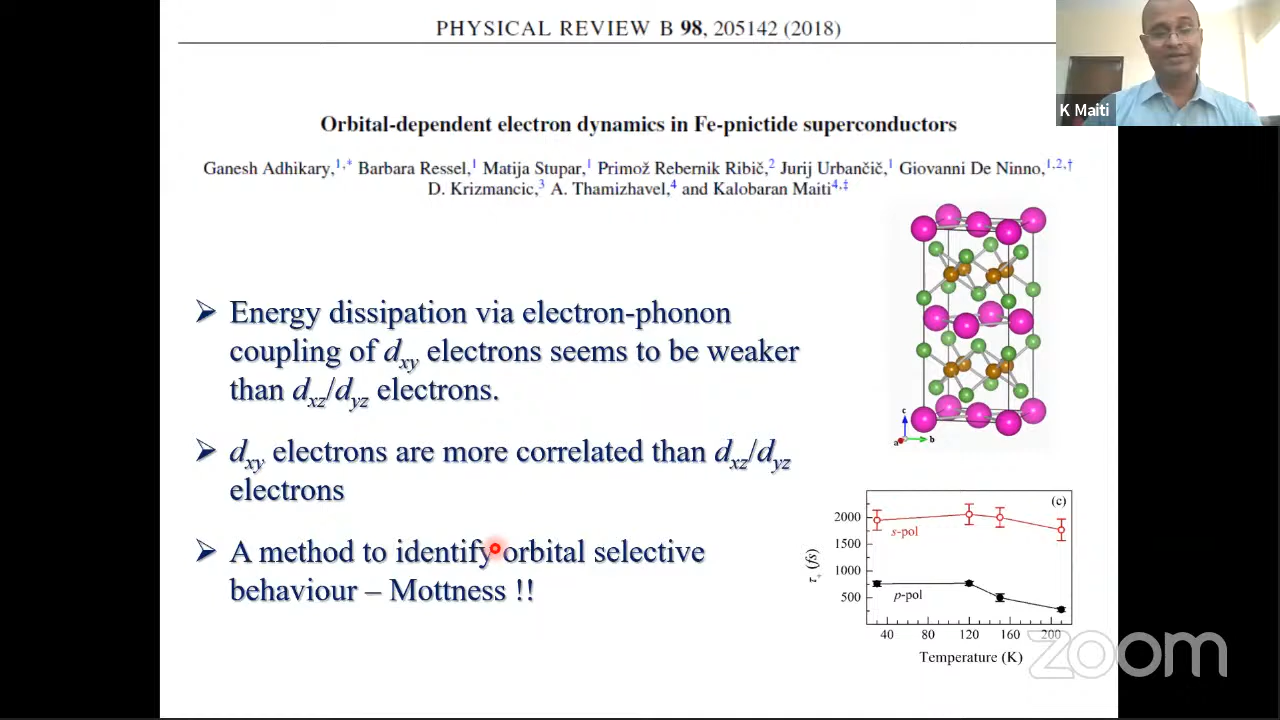 PHYSICAL REVIEW B 98, 205142 (2018)
K Maiti
Orbital-dependent electron dynamics in Fe-pnictide superconductors
Ganesh Adhikary,1,* Barbara Ressel,1 Matija Stupar,1 Primož Rebernik Ribič,2 Jurij Urbančič,1 Giovanni De Ninno,1,2,†
D. Krizmancic,3 A. Thamizhavel,4 and Kalobaran Maiti4,‡
➢ Energy dissipation via electron-phonon
coupling of dxy electrons seems to be weaker
than dxz/dyz electrons.
➢ dxy electrons are more correlated than dxz/dyz
electrons
➢ A method to identify orbital selective
behaviour – Mottness !!
c
a
b
(c)
2000
1500
1000
500
τ+ (fs)
s-pol
p-pol
40 80 120 160 200
Temperature (K)
zoom